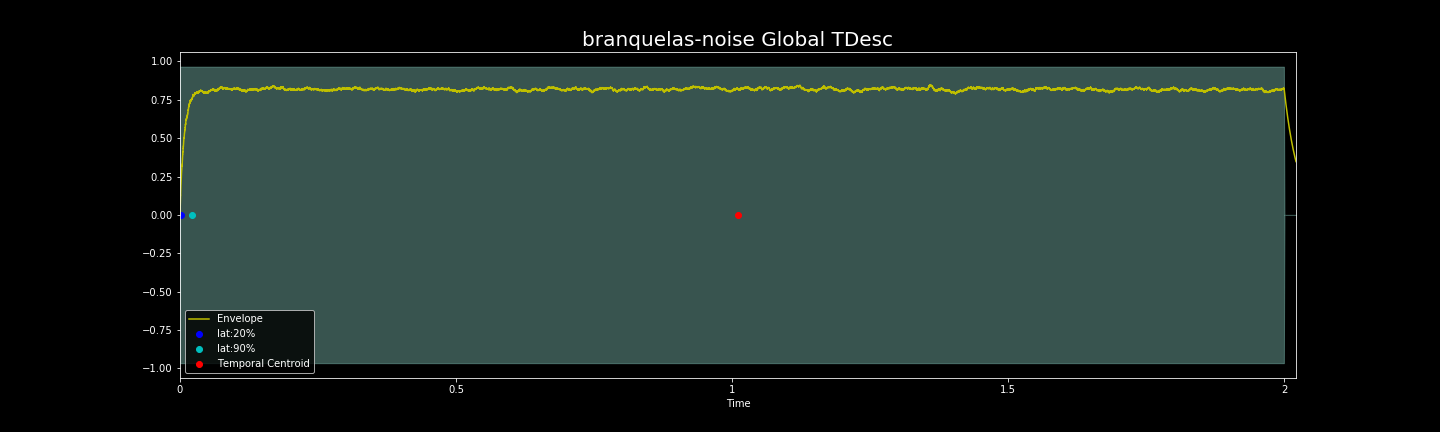 branquelas-noise Global TDesc
1.00
0.75
0.50
0.25
0.00
−0.25
−0.50
−0.75
−1.00
Envelope
lat:20%
lat:90%
Temporal Centroid
0 0.5 1 1.5 2
Time